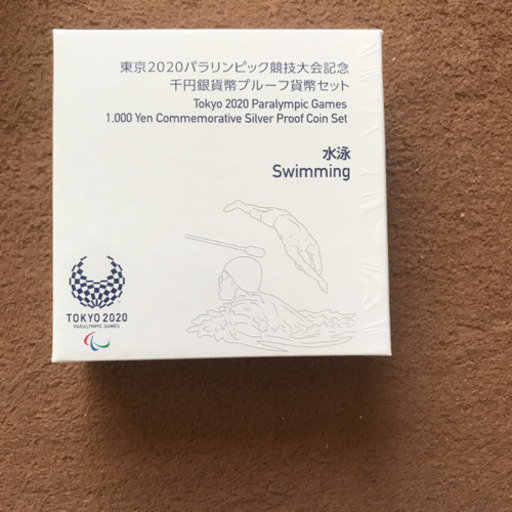 東京2020パラリンピック競技大会記念
千円銀貨幣プルーフ貨幣セット
Tokyo 2020 Paralympic Games
1,000 Yen Commemorative Silver Proof Coin Set
水泳
Swimming
TOKYO 2020
PARALYMPIC GAMES